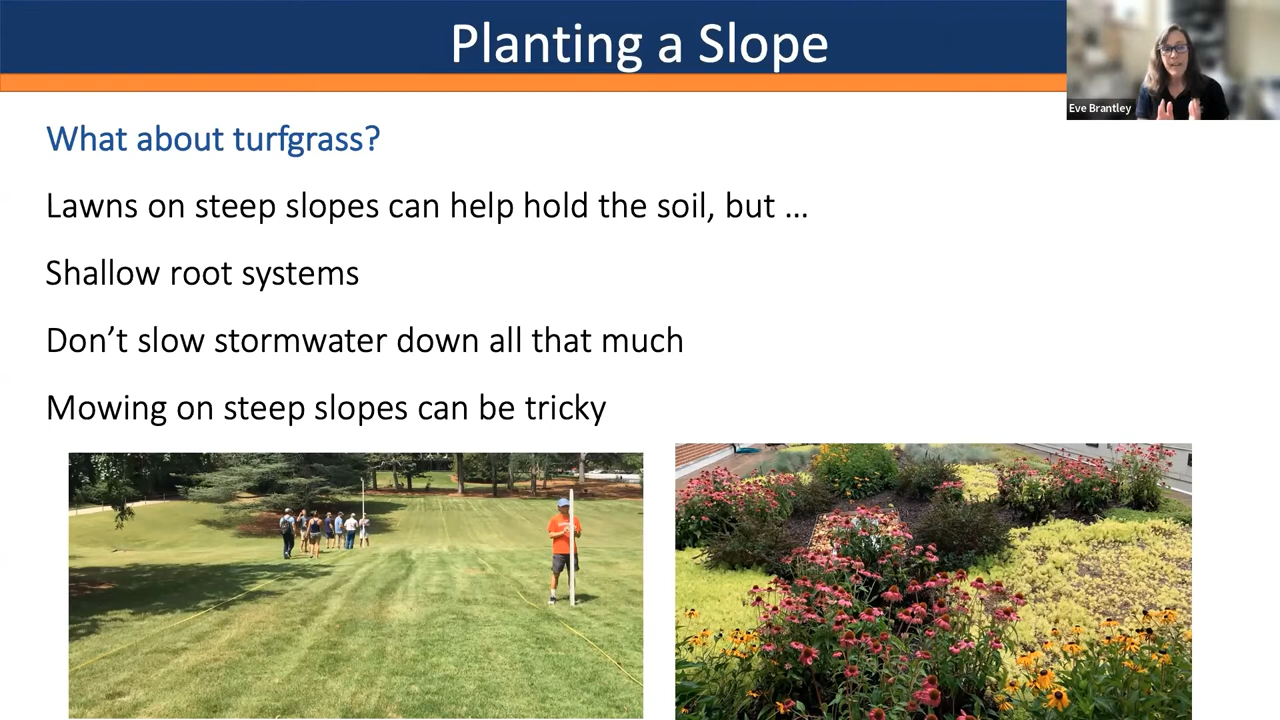 Planting a Slope
Eve Brantley
What about turfgrass?
Lawns on steep slopes can help hold the soil, but …
Shallow root systems
Don’t slow stormwater down all that much
Mowing on steep slopes can be tricky